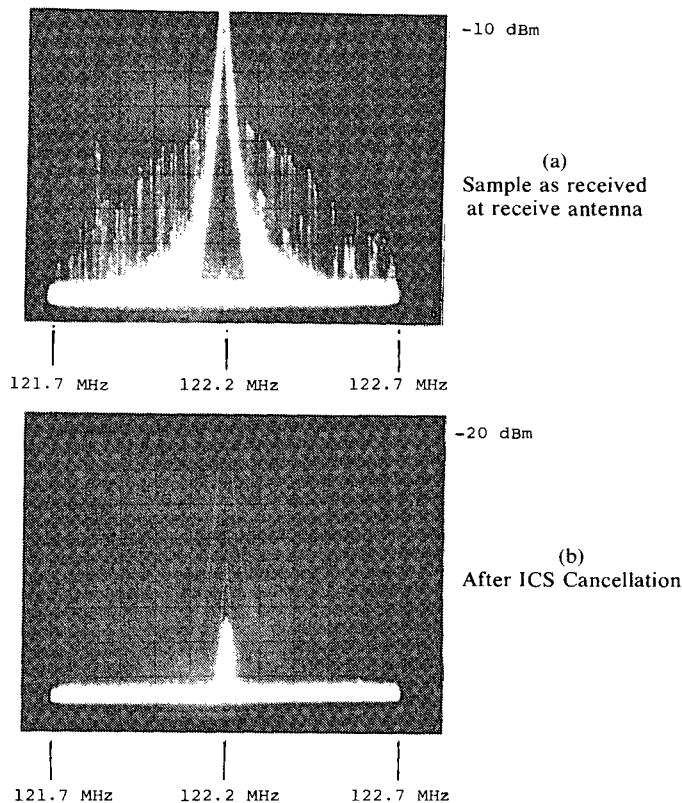 -10 dBm
(a)
Sample as received
at receive antenna
121.7 MHz 122.2 MHz 122.7 MHz
-20 dBm
(b)
After ICS Cancellation
121.7 MHz 122.2 MHz 122.7 MHz